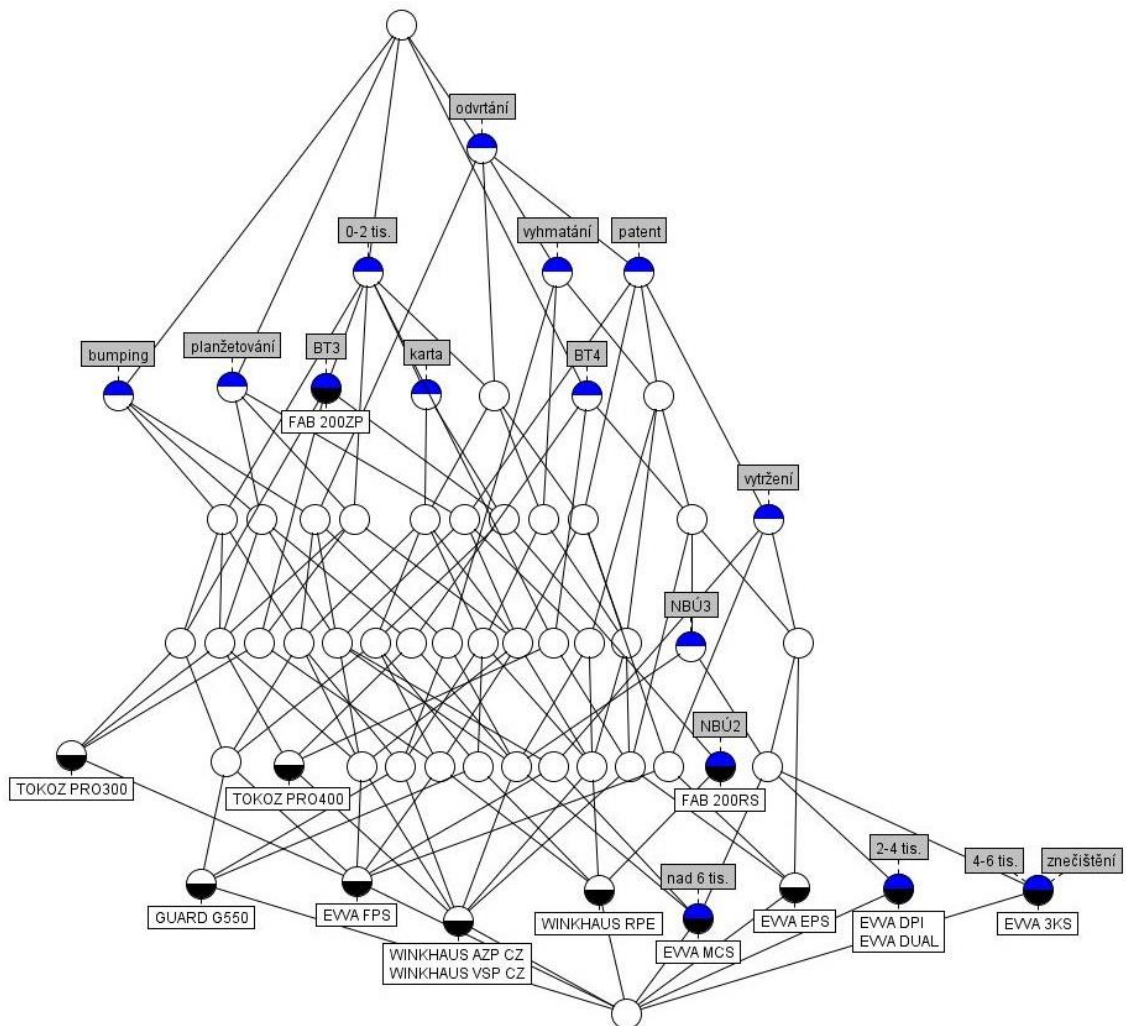 odvrtání
0-2 tis.
vyhmatání
patent
bumping
planžetování
BT3
karta
BT4
FAB 200ZP
vytržení
NBÚ3
NBÚ2
TOKOZ PRO300
TOKOZ PRO400
FAB 200RS
nad 6 tis.
2-4 tis.
4-6 tis.
znečištění
GUARD G550
EVVA FPS
WINKHAUS AZP CZ
WINKHAUS VSP CZ
WINKHAUS RPE
EVVA MCS
EVVA EPS
EVVA DPI
EVVA DUAL
EVVA 3KS